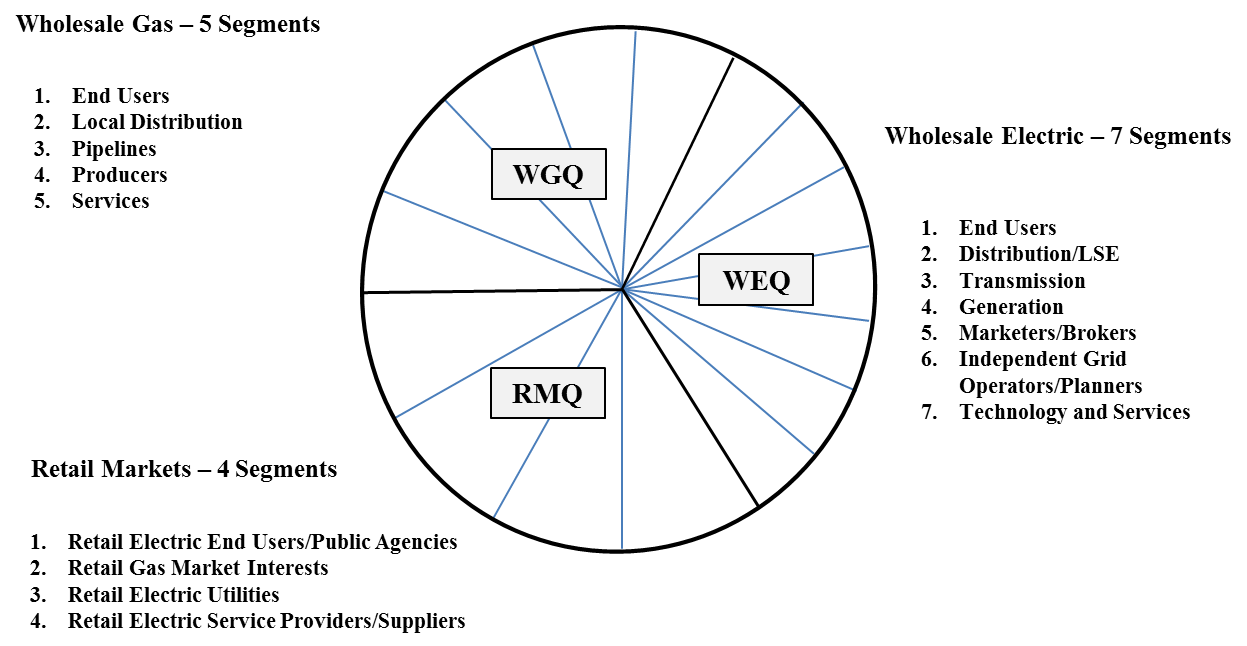 Wholesale Gas – 5 Segments
1. End Users
2. Local Distribution
3. Pipelines
4. Producers
5. Services
WGQ
Wholesale Electric – 7 Segments
1. End Users
2. Distribution/LSE
3. Transmission
4. Generation
5. Marketers/Brokers
6. Independent Grid
Operators/Planners
7. Technology and Services
WEQ
RMQ
Retail Markets – 4 Segments
1. Retail Electric End Users/Public Agencies
2. Retail Gas Market Interests
3. Retail Electric Utilities
4. Retail Electric Service Providers/Suppliers